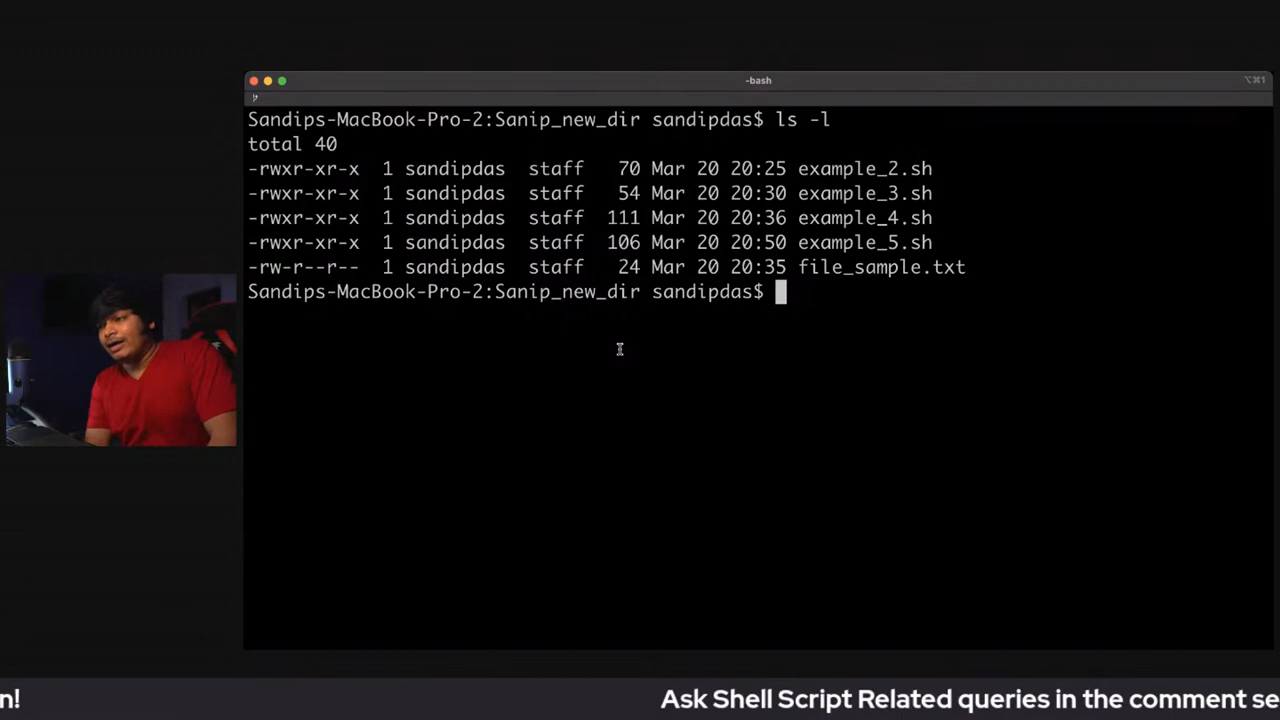 -bash
⌥⌘1
Sandips-MacBook-Pro-2:Sanip_new_dir sandipdas$ ls -l
total 40
-rwxr-xr-x  1 sandipdas  staff   70 Mar 20 20:25 example_2.sh
-rwxr-xr-x  1 sandipdas  staff   54 Mar 20 20:30 example_3.sh
-rwxr-xr-x  1 sandipdas  staff  111 Mar 20 20:36 example_4.sh
-rwxr-xr-x  1 sandipdas  staff  106 Mar 20 20:50 example_5.sh
-rw-r--r--  1 sandipdas  staff   24 Mar 20 20:35 file_sample.txt
Sandips-MacBook-Pro-2:Sanip_new_dir sandipdas$
n! Ask Shell Script Related queries in the comment se